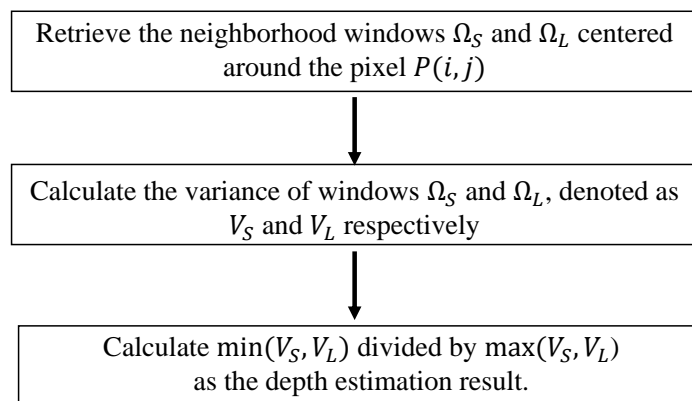 Retrieve the neighborhood windows Ω_S and Ω_L centered
around the pixel P(i, j)
Calculate the variance of windows Ω_S and Ω_L, denoted as
V_S and V_L respectively
Calculate min(V_S, V_L) divided by max(V_S, V_L)
as the depth estimation result.